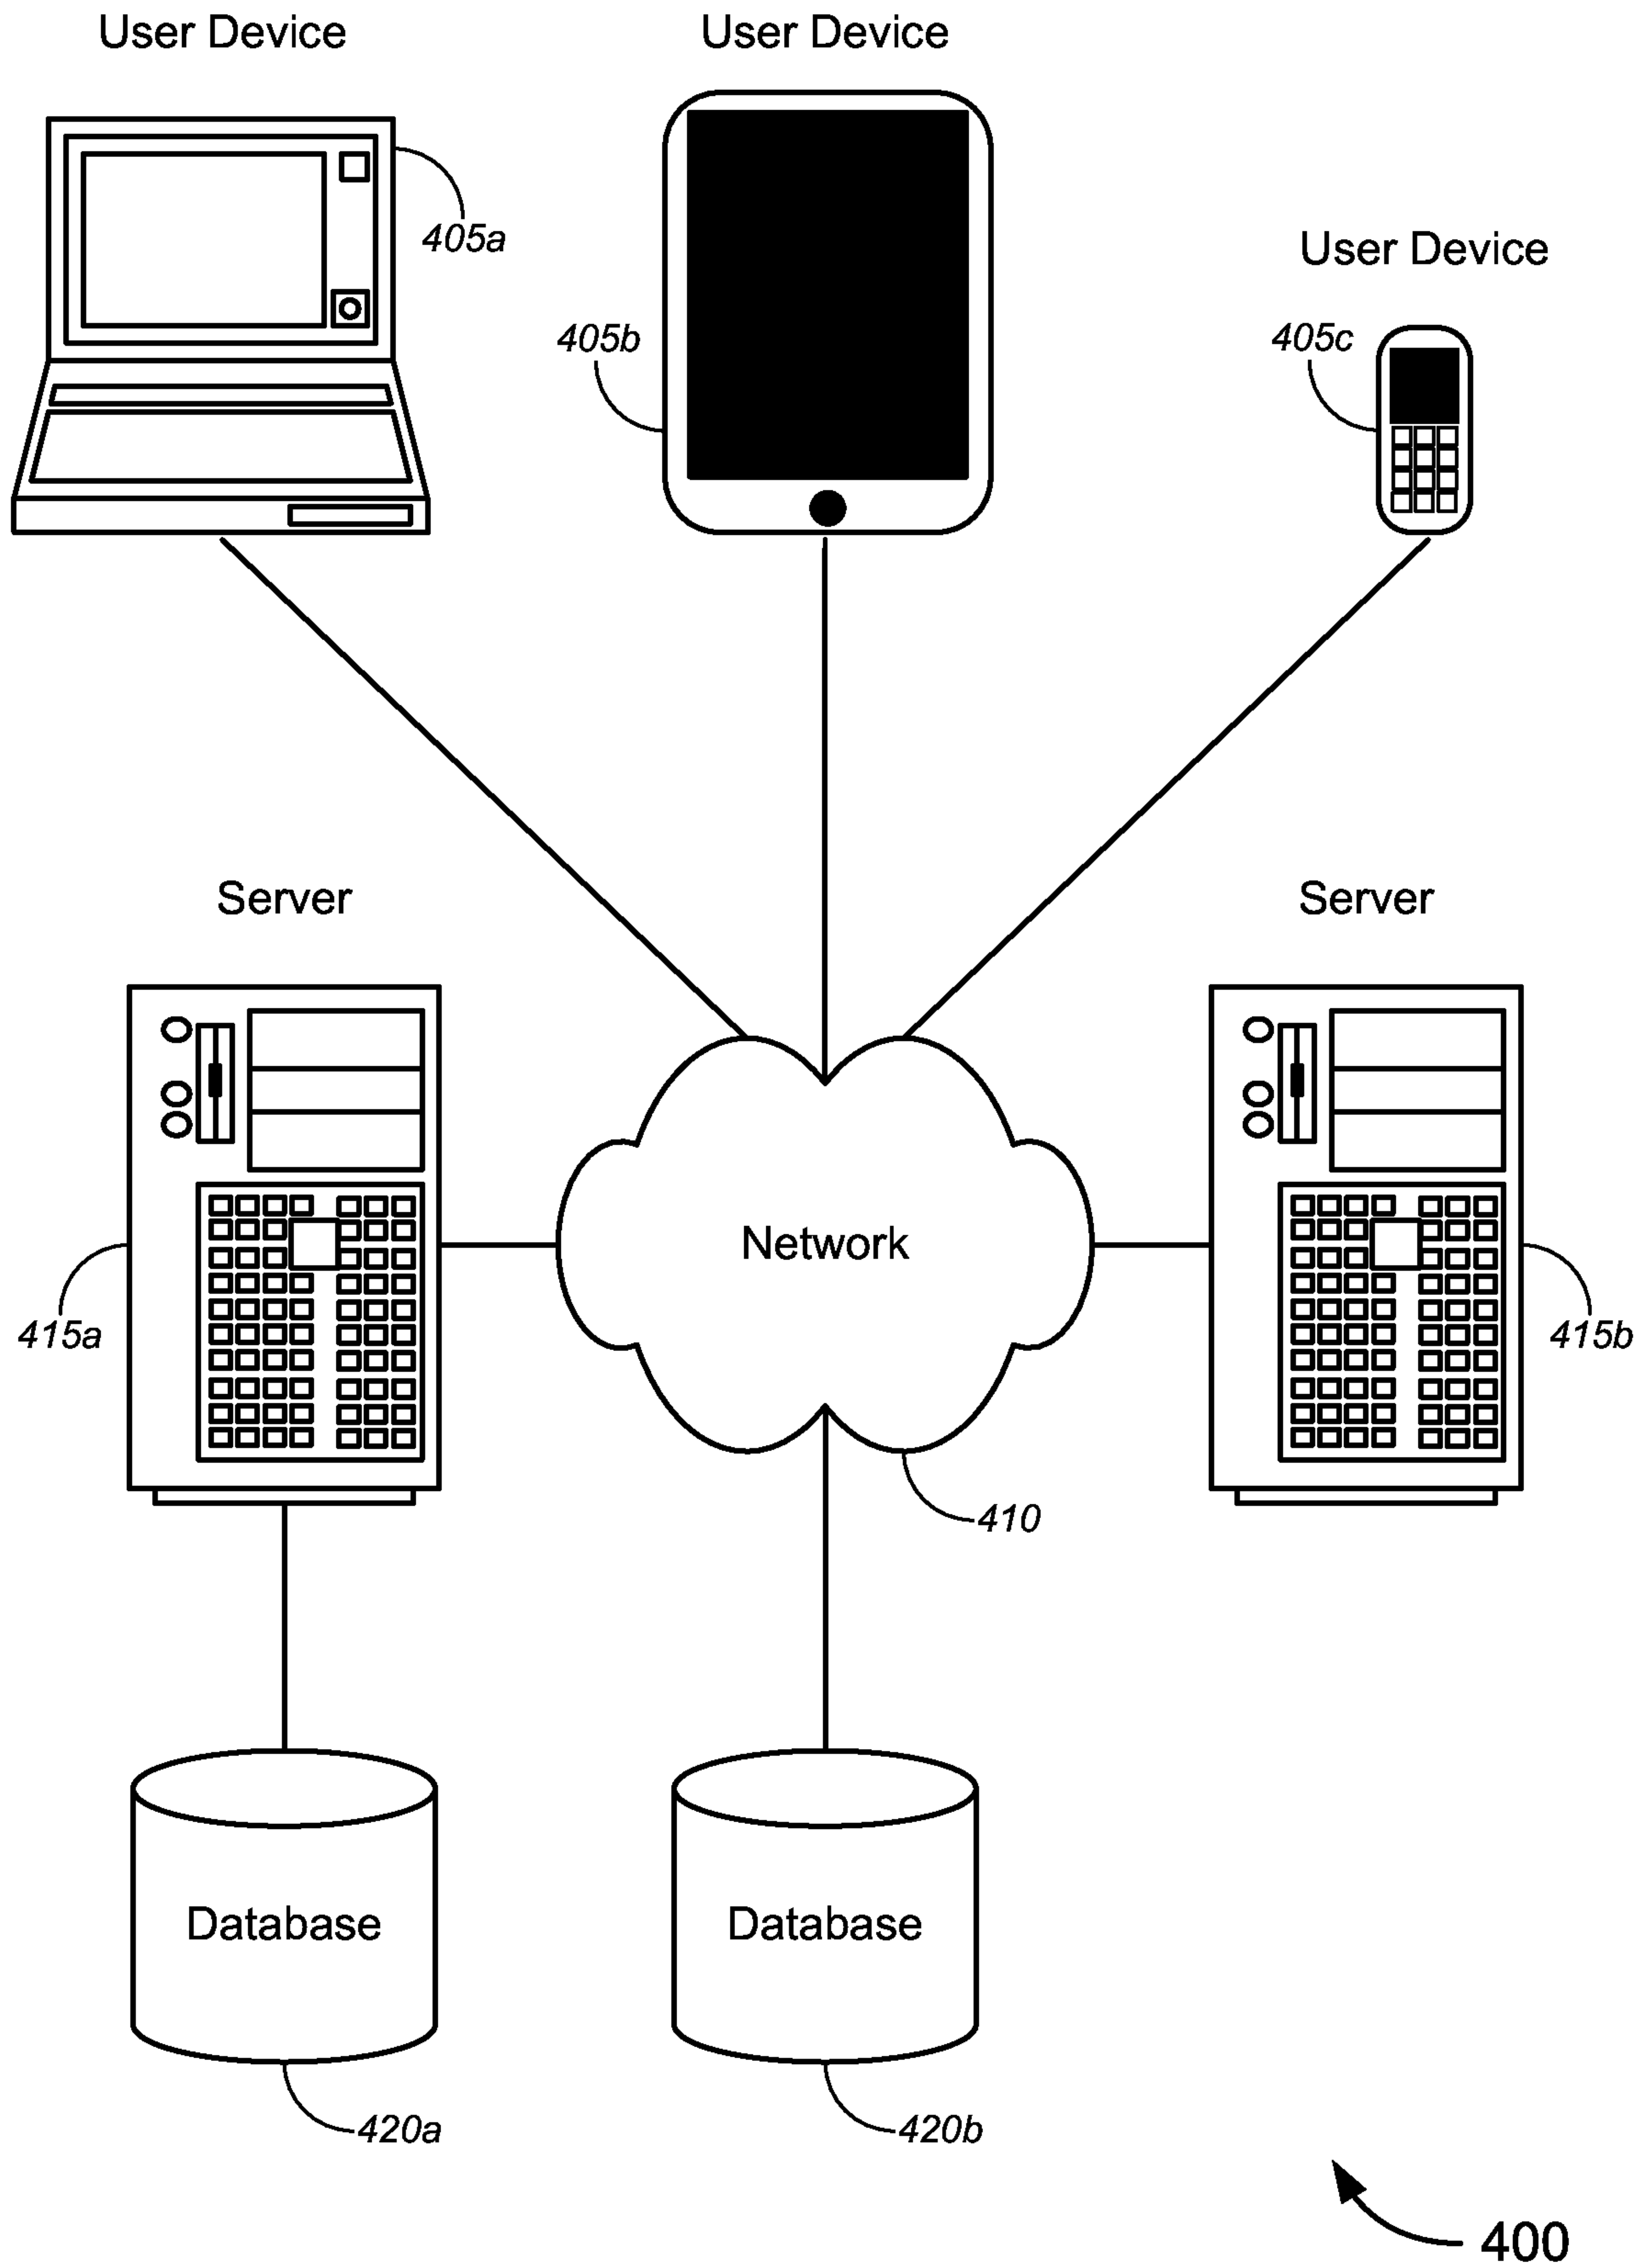 User Device
User Device
405a
User Device
405b
405c
Server
Server
Network
415a
415b
410
Database
Database
420a
420b
400